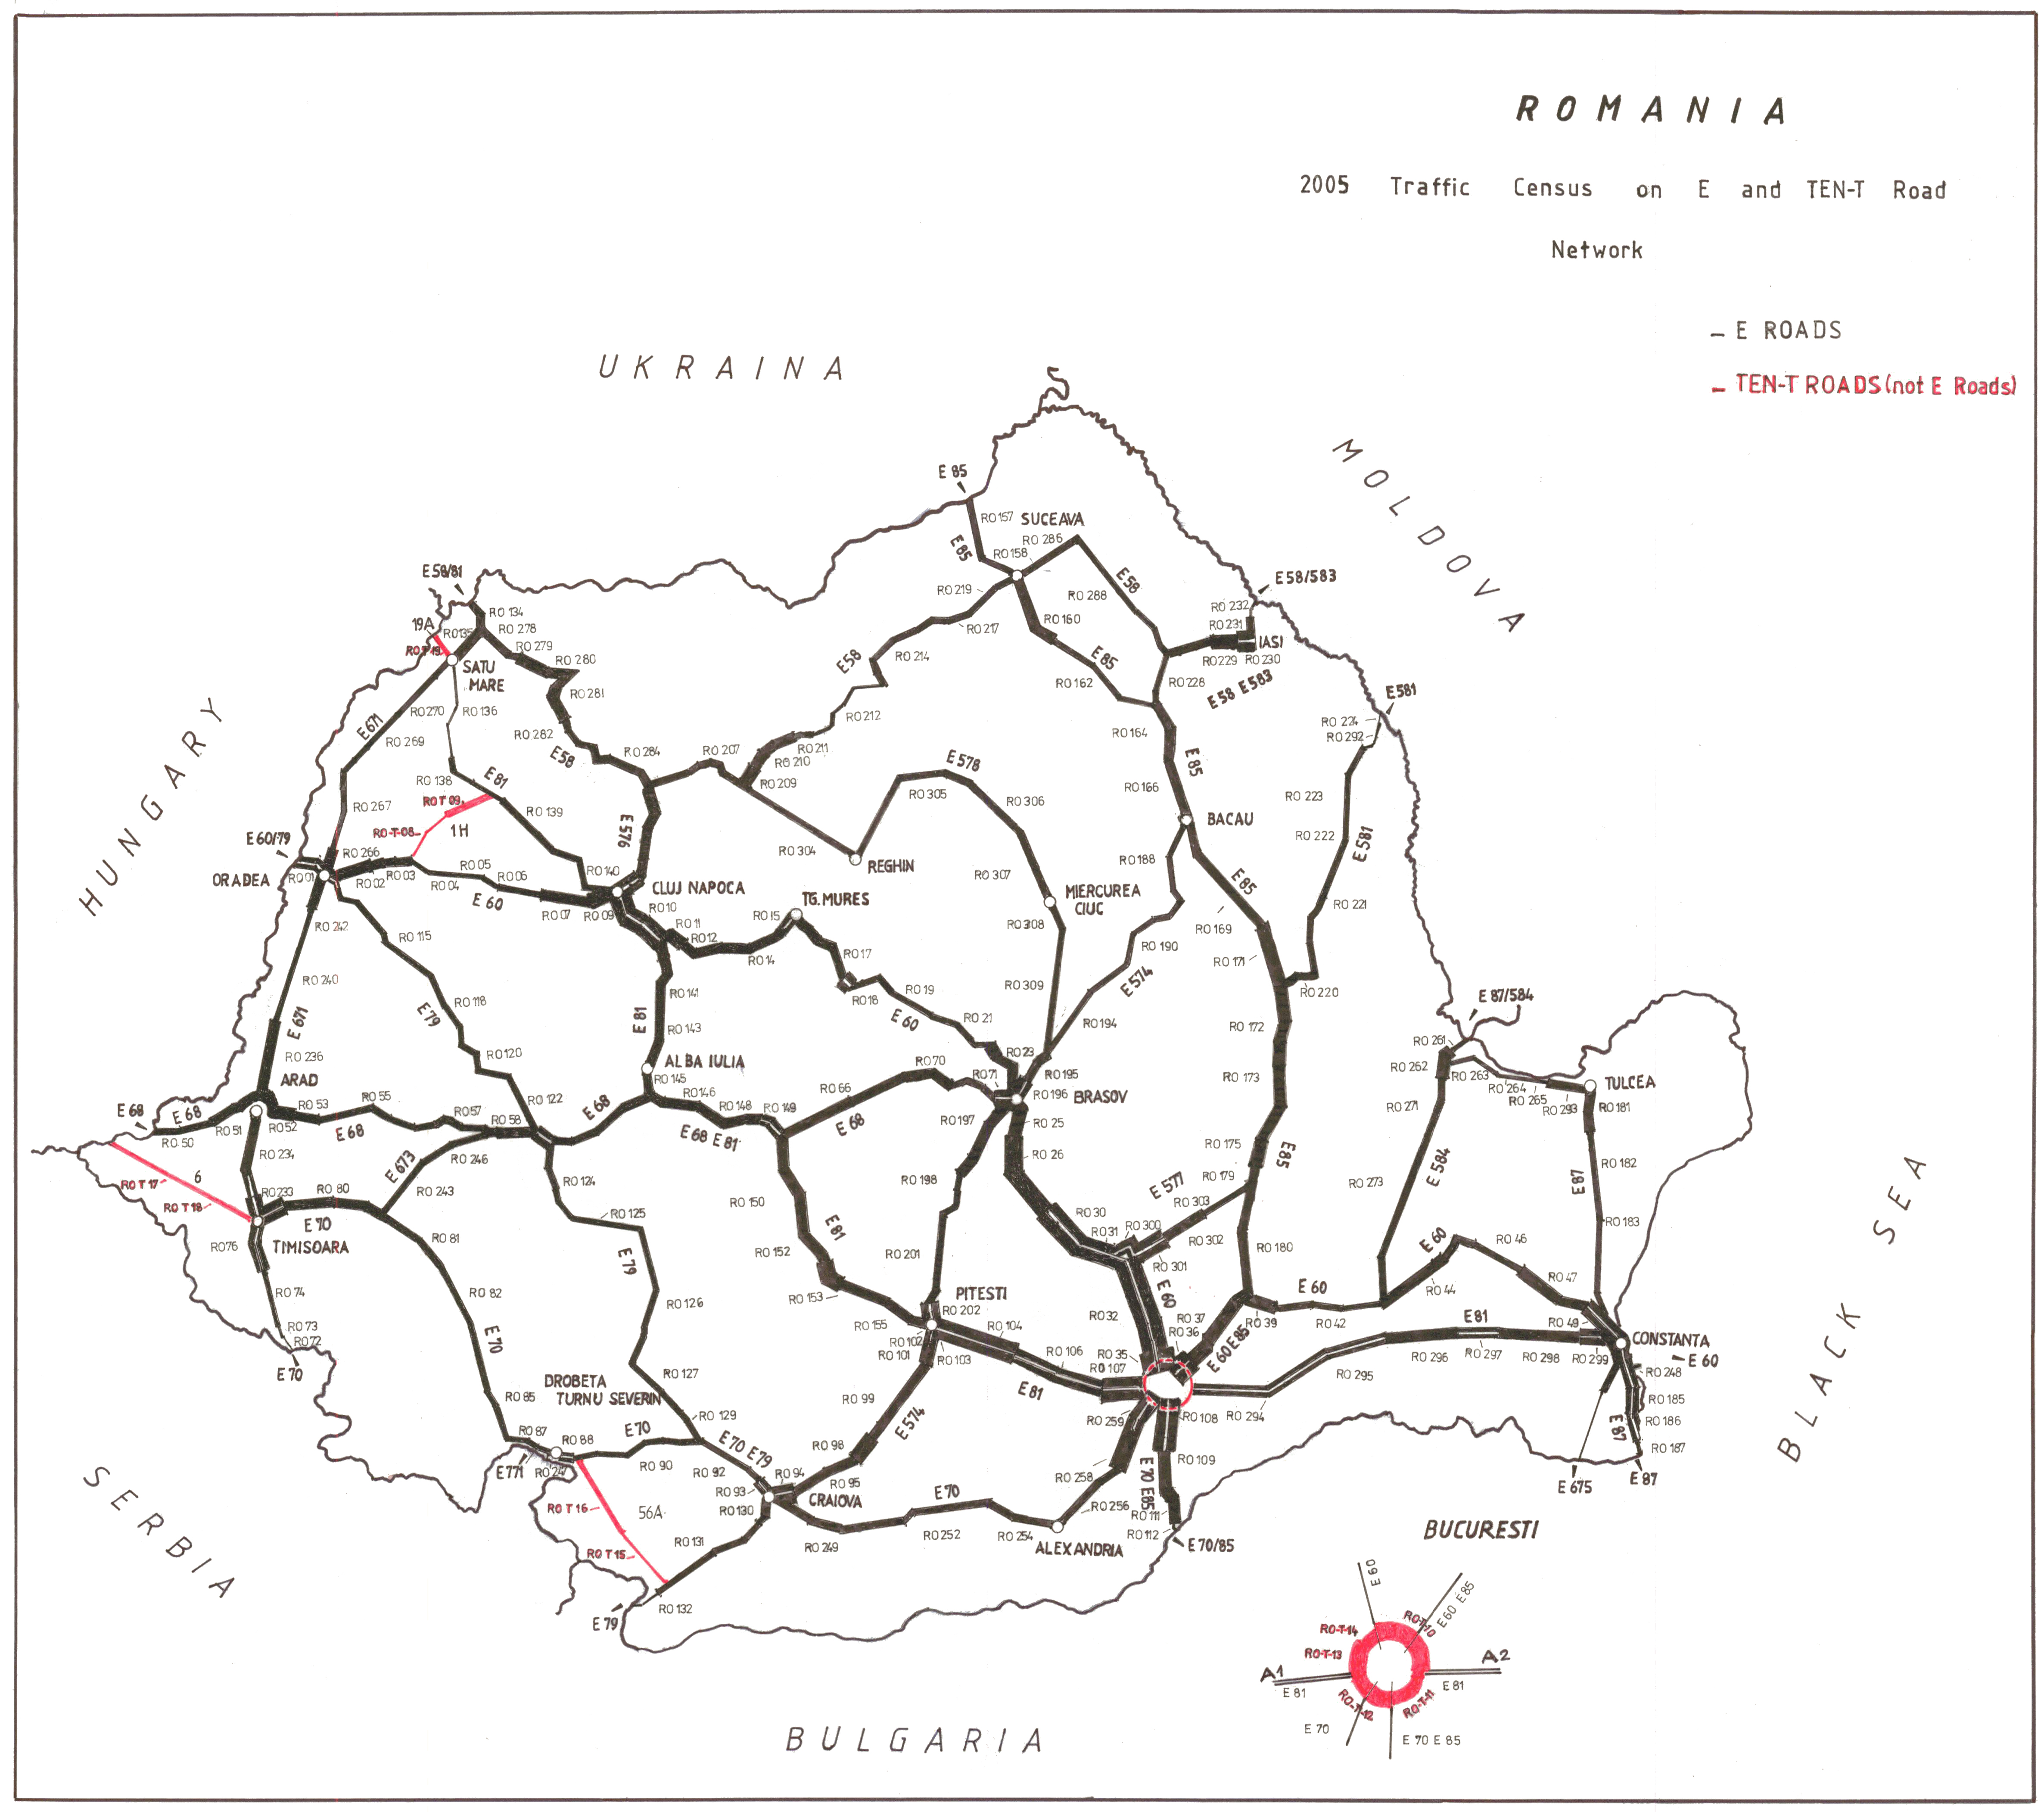 ROMANIA
2005 Traffic Census on E and TEN-T Road
Network
– E ROADS
– TEN-T ROADS (not E Roads)
UKRAINA
MOLDOVA
HUNGARY
SERBIA
BULGARIA
BLACK SEA
E 85
RO 157
SUCEAVA
RO 286
RO 158
E 85
E 58
RO 219
RO 288
RO 217
RO 160
E 58/583
RO 232
RO 231
IASI
RO 229
RO 230
E 58 E 583
RO 228
E 85
RO 162
RO 214
E 58
RO 212
RO 211
RO 210
RO 209
RO 207
E 58/81
RO 134
19A
RO 135
RO 278
RO 279
RO 280
RO 281
SATU
MARE
RO 270
RO 136
RO 269
E 671
RO 282
E 58
RO 284
RO 267
RO 138
E 81
RO T 09
RO-T-08
1H
RO 139
E 576
RO 164
E 85
RO 166
BACAU
RO 188
E 581
RO 224
RO 292
RO 223
RO 222
E 581
RO 221
RO 220
E 578
RO 305
RO 306
RO 304
REGHIN
RO 307
MIERCUREA
CIUC
RO 308
RO 309
E 60/79
ORADEA
RO 01
RO 266
RO 02
RO 03
RO 04
RO 05
RO 06
E 60
RO 07
RO 09
RO 140
CLUJ NAPOCA
RO 10
RO 11
RO 12
RO 14
RO 15
TG. MURES
RO 17
RO 18
RO 19
E 60
RO 21
RO 23
RO 242
RO 115
RO 240
RO 118
E 79
E 671
RO 120
RO 236
ARAD
RO 141
E 81
RO 143
ALBA IULIA
RO 145
RO 146
RO 148
RO 149
E 68 E 81
RO 66
E 68
RO 70
RO 71
RO 195
RO 196
BRASOV
RO 194
E 574
RO 190
E 85
RO 169
RO 171
RO 172
RO 173
RO 175
RO 179
E 85
E 87/584
RO 261
RO 262
RO 263
RO 264
RO 265
RO 293
TULCEA
RO 181
RO 182
E 87
RO 183
RO 271
E 584
RO 273
E 68
E 68
RO 50
RO 51
RO 52
RO 53
RO 55
E 68
RO 57
RO 58
RO 122
E 68
RO 234
RO 246
E 673
RO 243
6
RO T 17
RO T 18
RO 233
RO 80
E 70
TIMISOARA
RO 76
RO 74
RO 73
RO 72
E 70
RO 81
RO 82
E 70
RO 85
RO 87
RO 88
E 771
RO 124
RO 125
E 79
RO 126
RO 127
DROBETA
TURNU SEVERIN
RO 129
E 70
RO 90
RO 92
E 70 E 79
RO 93
RO 94
RO 95
RO 130
CRAIOVA
RO 131
RO 132
E 79
RO T 16
56A
RO T 15
RO 150
E 81
RO 152
RO 153
RO 155
RO 197
RO 198
RO 201
PITESTI
RO 202
RO 102
RO 101
RO 103
RO 104
RO 106
E 81
RO 99
E 574
RO 98
RO 25
RO 26
RO 30
RO 31
RO 300
E 577
RO 303
RO 302
RO 301
E 60
RO 32
RO 35
RO 107
RO 37
RO 36
E 60 E 85
RO 180
RO 39
E 60
RO 42
RO 44
E 60
RO 46
RO 47
RO 49
E 81
RO 295
RO 296
RO 297
RO 298
RO 299
RO 294
CONSTANTA
E 60
RO 248
RO 185
RO 186
RO 187
E 87
E 87
E 675
RO 259
RO 108
RO 109
RO 258
RO 256
E 70 E 85
RO 111
RO 112
E 70/85
ALEXANDRIA
RO 254
E 70
RO 252
RO 249
BUCURESTI
E 60
E 60 E 85
RO-T-14
RO-T-10
RO-T-13
A1
A2
E 81
E 81
RO-T-12
RO-T-11
E 70
E 70 E 85